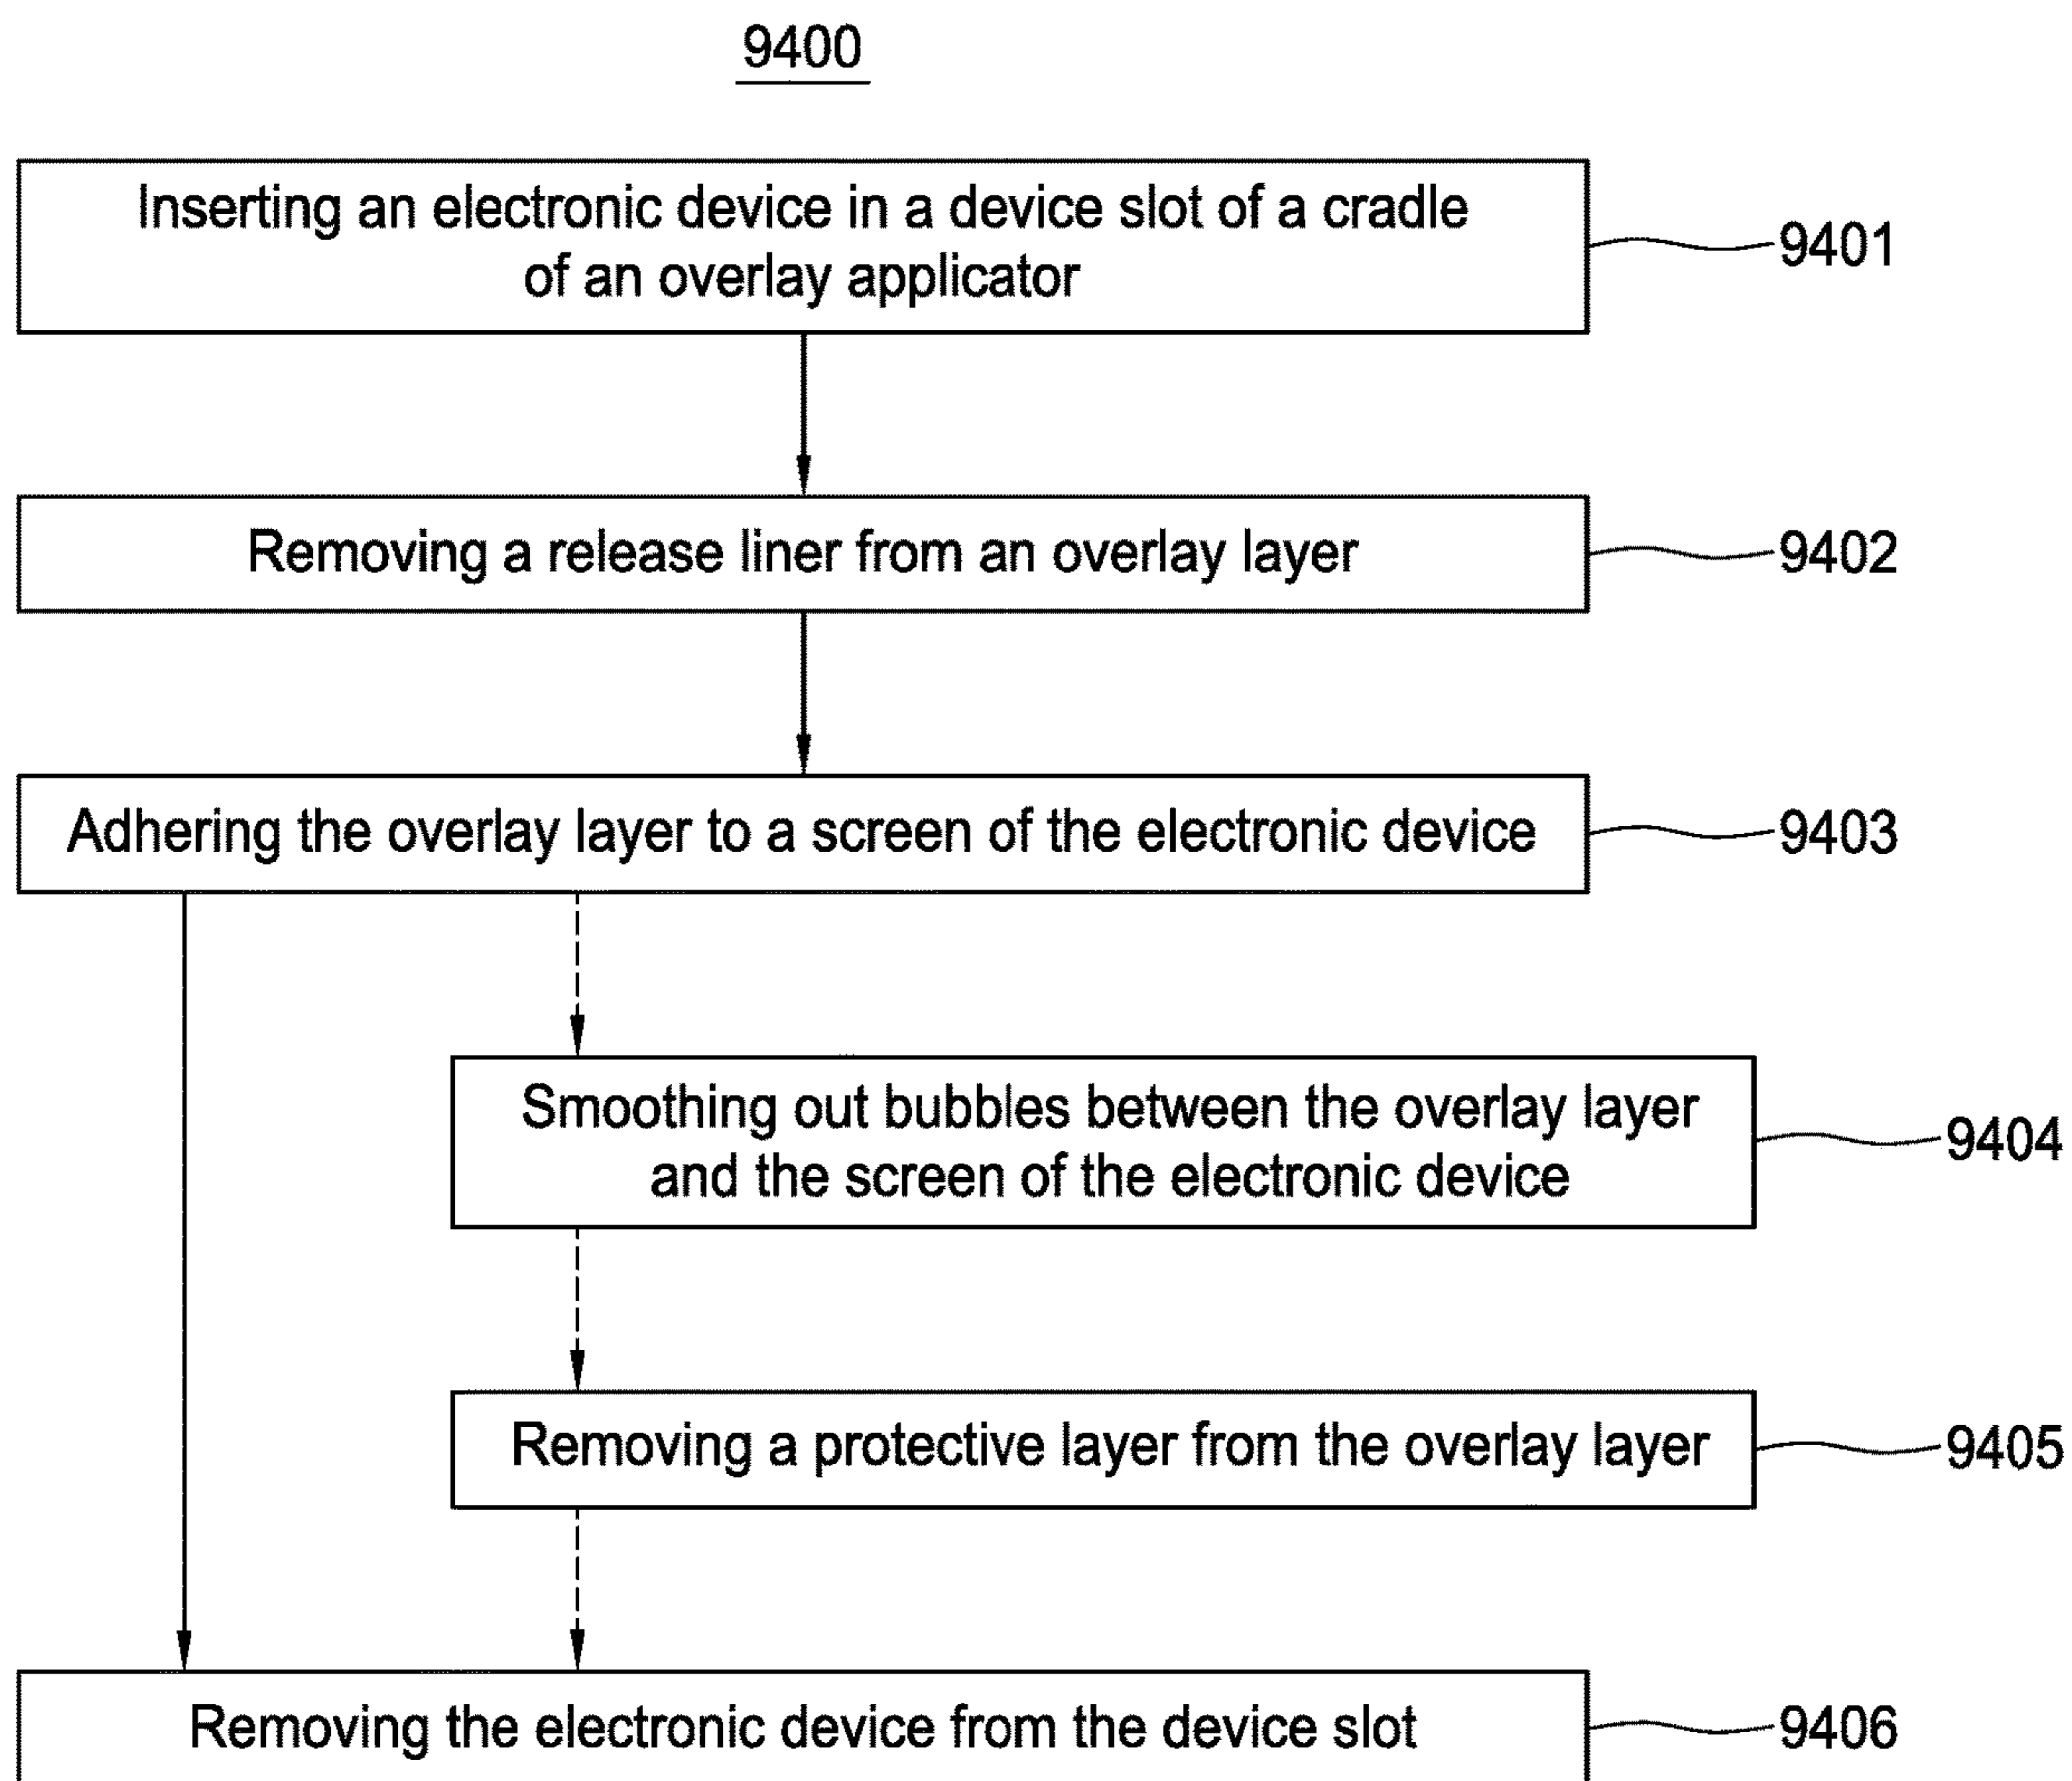 9400
Inserting an electronic device in a device slot of a cradle
of an overlay applicator
9401
Removing a release liner from an overlay layer
9402
Adhering the overlay layer to a screen of the electronic device
9403
Smoothing out bubbles between the overlay layer
and the screen of the electronic device
9404
Removing a protective layer from the overlay layer
9405
Removing the electronic device from the device slot
9406